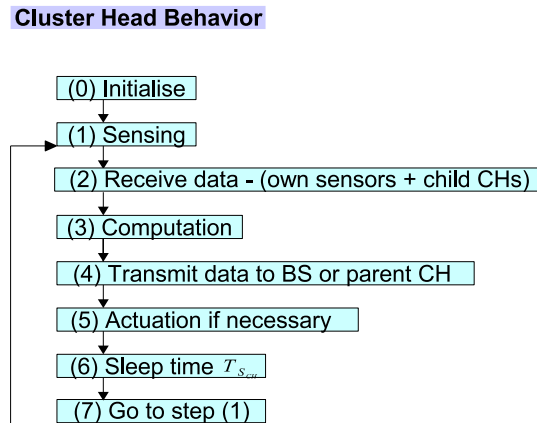 Cluster Head Behavior
(0) Initialise
(1) Sensing
(2) Receive data - (own sensors + child CHs)
(3) Computation
(4) Transmit data to BS or parent CH
(5) Actuation if necessary
(6) Sleep time T_{S_{CH}}
(7) Go to step (1)